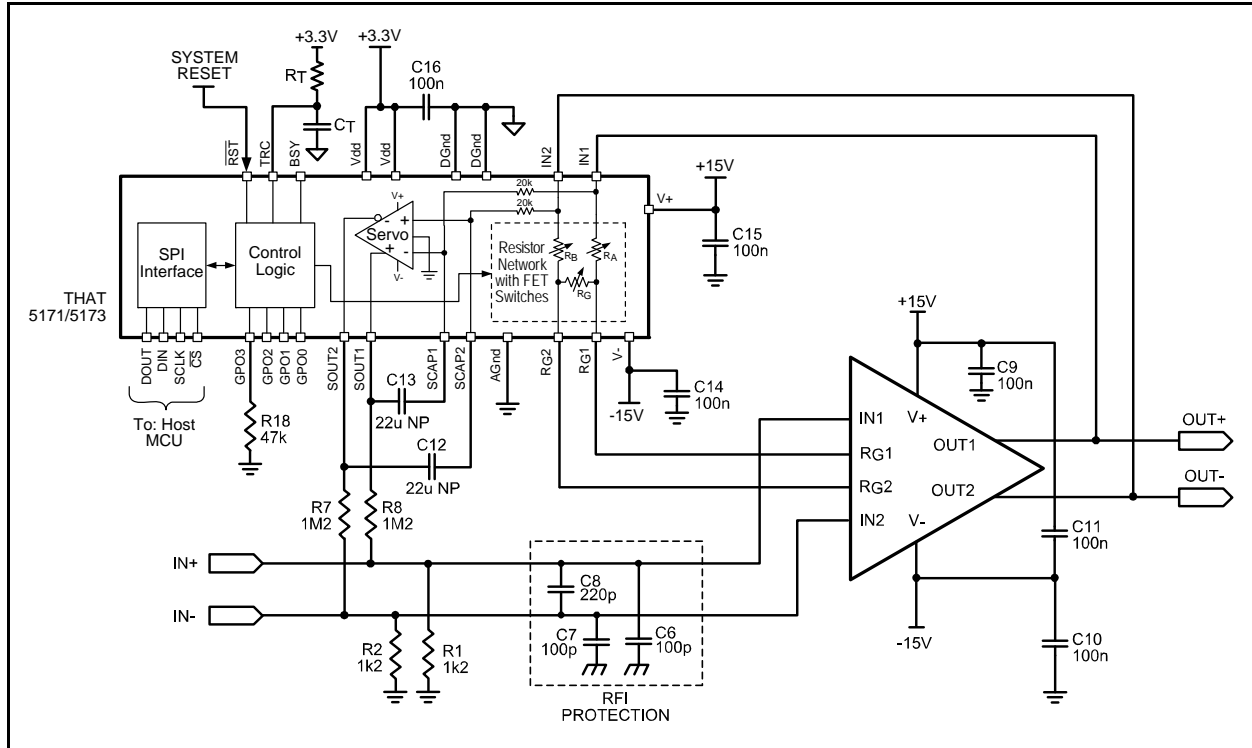 +3.3V
+3.3V
SYSTEM
RESET
RT
C16
100n
CT
RST
TRC
BSY
Vdd
Vdd
DGnd
DGnd
IN2
IN1
+15V
V+
C15
100n
20k
20k
V+
Servo
V-
SPI
Interface
Control
Logic
Resistor
Network
with FET
Switches
RB
RA
RG
THAT
5171/5173
DOUT
DIN
SCLK
CS
GPO3
GPO2
GPO1
GPO0
SOUT2
SOUT1
SCAP1
SCAP2
AGnd
RG2
RG1
V-
To: Host
MCU
R18
47k
C13
22u NP
C12
22u NP
C14
100n
-15V
+15V
C9
100n
IN1
V+
RG1
OUT1
RG2
OUT2
IN2
V-
OUT+
OUT-
R7
1M2
R8
1M2
C11
100n
IN+
IN-
C8
220p
C7
100p
C6
100p
R2
1k2
R1
1k2
RFI
PROTECTION
-15V
C10
100n